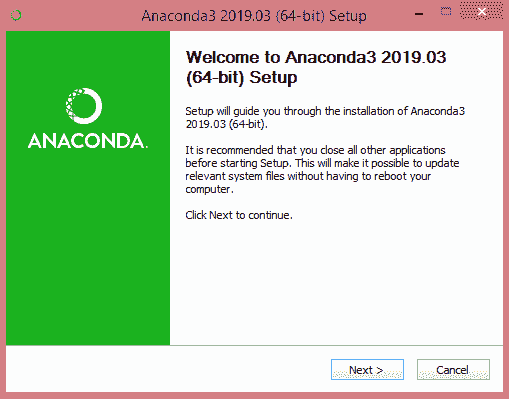 Anaconda3 2019.03 (64-bit) Setup
ANACONDA.
Welcome to Anaconda3 2019.03
(64-bit) Setup
Setup will guide you through the installation of Anaconda3
2019.03 (64-bit).
It is recommended that you close all other applications
before starting Setup. This will make it possible to update
relevant system files without having to reboot your
computer.
Click Next to continue.
Next >
Cancel